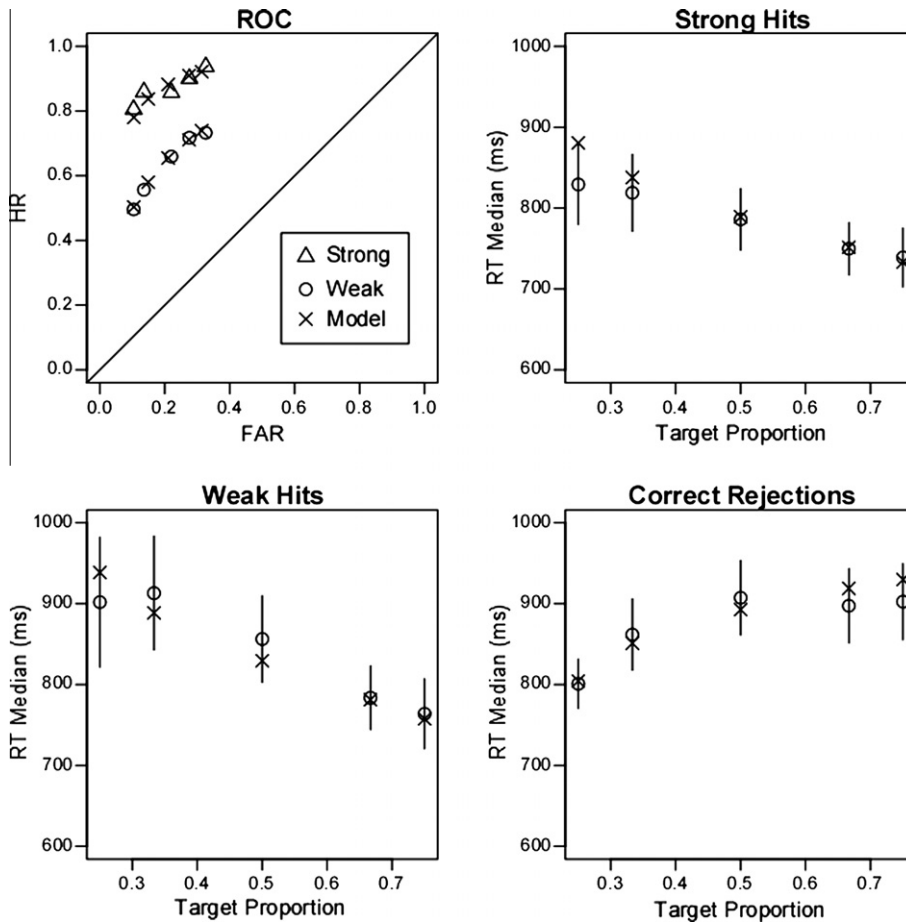 ROC
HR
1.0
0.8
0.6
0.4
0.2
0.0
Strong
Weak
Model
0.0 0.2 0.4 0.6 0.8 1.0
FAR
Strong Hits
RT Median (ms)
1000
900
800
700
600
0.3 0.4 0.5 0.6 0.7
Target Proportion
Weak Hits
RT Median (ms)
1000
900
800
700
600
0.3 0.4 0.5 0.6 0.7
Target Proportion
Correct Rejections
RT Median (ms)
1000
900
800
700
600
0.3 0.4 0.5 0.6 0.7
Target Proportion